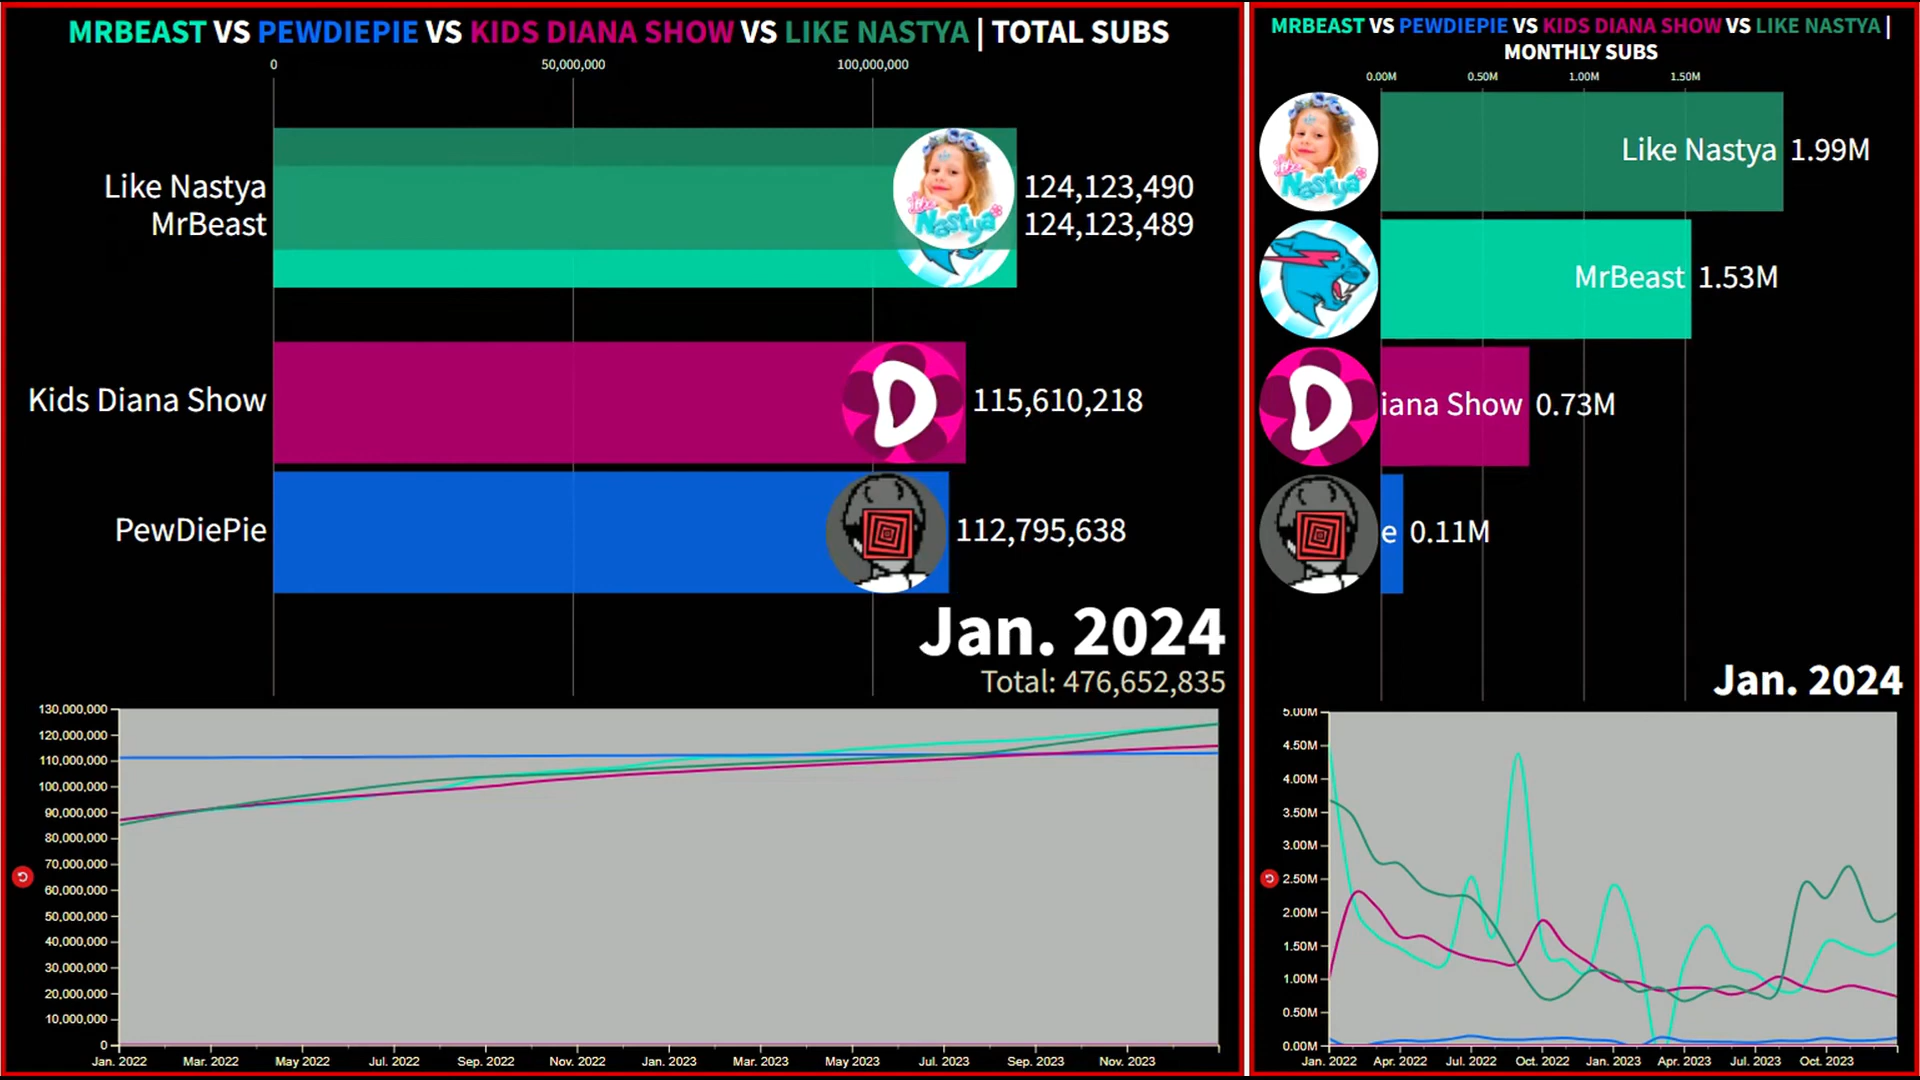 MRBEAST VS PEWDIEPIE VS KIDS DIANA SHOW VS LIKE NASTYA | TOTAL SUBS
0 50,000,000 100,000,000
Like Nastya 124,123,490
MrBeast 124,123,489
Like Nastya
Kids Diana Show 115,610,218
PewDiePie 112,795,638
Jan. 2024
Total: 476,652,835
130,000,000
120,000,000
110,000,000
100,000,000
90,000,000
80,000,000
70,000,000
60,000,000
50,000,000
40,000,000
30,000,000
20,000,000
10,000,000
0
Jan. 2022 Mar. 2022 May 2022 Jul. 2022 Sep. 2022 Nov. 2022 Jan. 2023 Mar. 2023 May 2023 Jul. 2023 Sep. 2023 Nov. 2023
MRBEAST VS PEWDIEPIE VS KIDS DIANA SHOW VS LIKE NASTYA |
MONTHLY SUBS
0.00M 0.50M 1.00M 1.50M
Like Nastya
Like Nastya 1.99M
MrBeast 1.53M
iana Show 0.73M
e 0.11M
Jan. 2024
5.00M
4.50M
4.00M
3.50M
3.00M
2.50M
2.00M
1.50M
1.00M
0.50M
0.00M
Jan. 2022 Apr. 2022 Jul. 2022 Oct. 2022 Jan. 2023 Apr. 2023 Jul. 2023 Oct. 2023